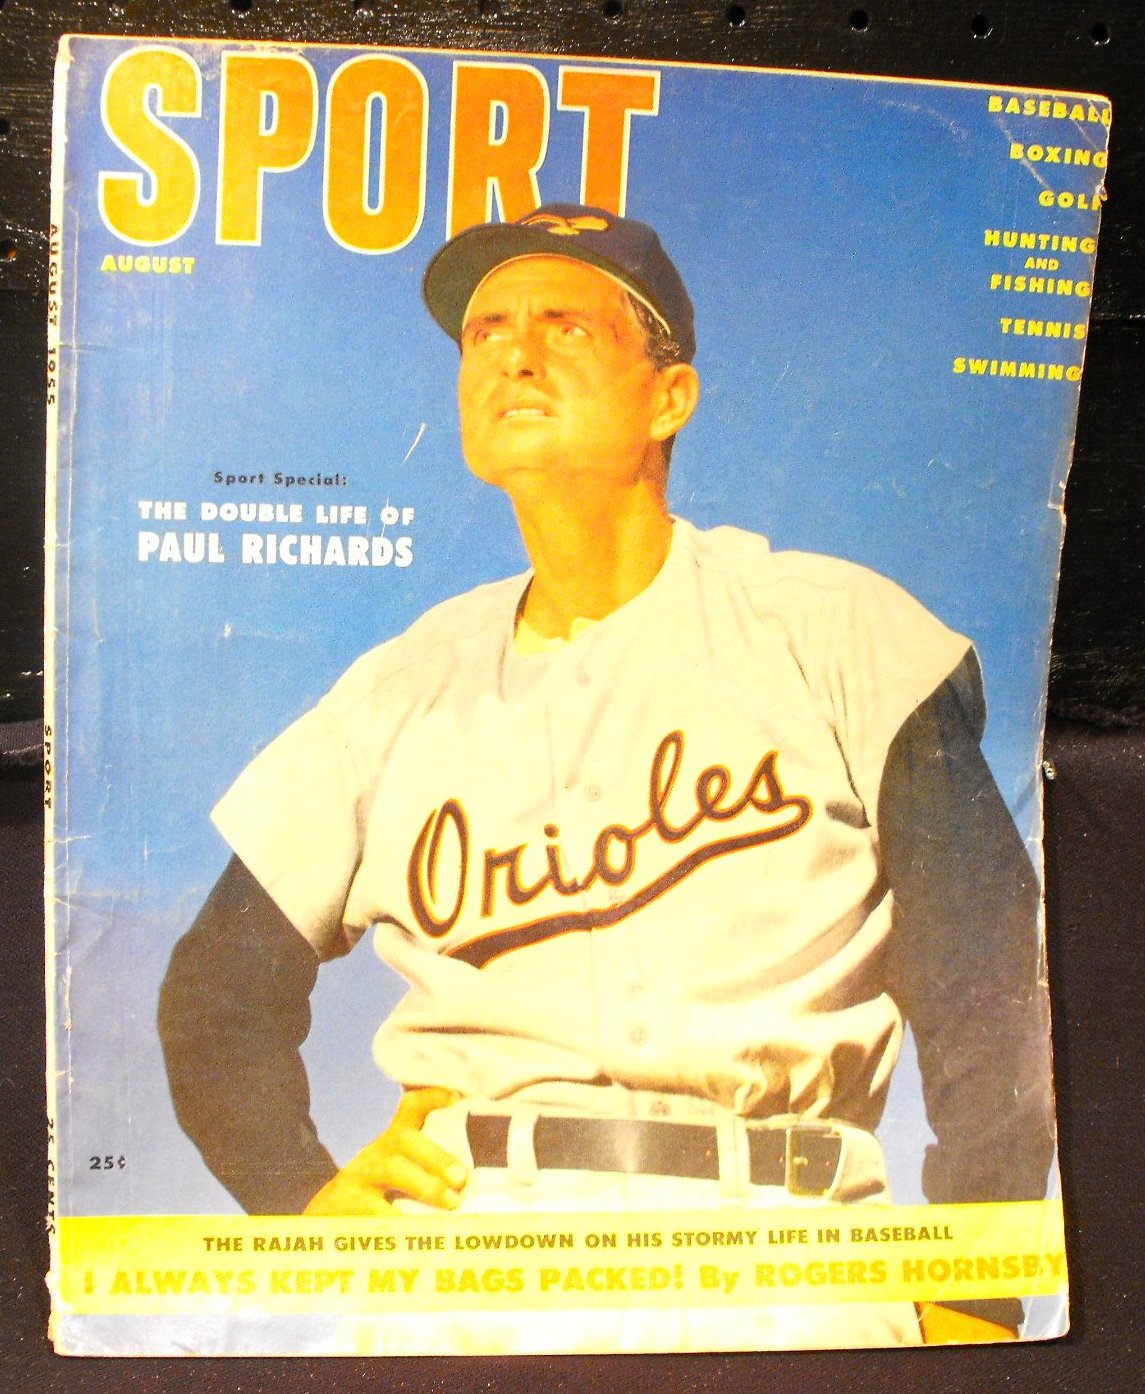 SPORT
AUGUST
BASEBALL
BOXING
GOLF
HUNTING
AND
FISHING
TENNIS
SWIMMING
AUGUST 1955
Sport Special:
THE DOUBLE LIFE OF
PAUL RICHARDS
Orioles
SPORT
25¢
25 CENTS
THE RAJAH GIVES THE LOWDOWN ON HIS STORMY LIFE IN BASEBALL
I ALWAYS KEPT MY BAGS PACKED! By ROGERS HORNSBY